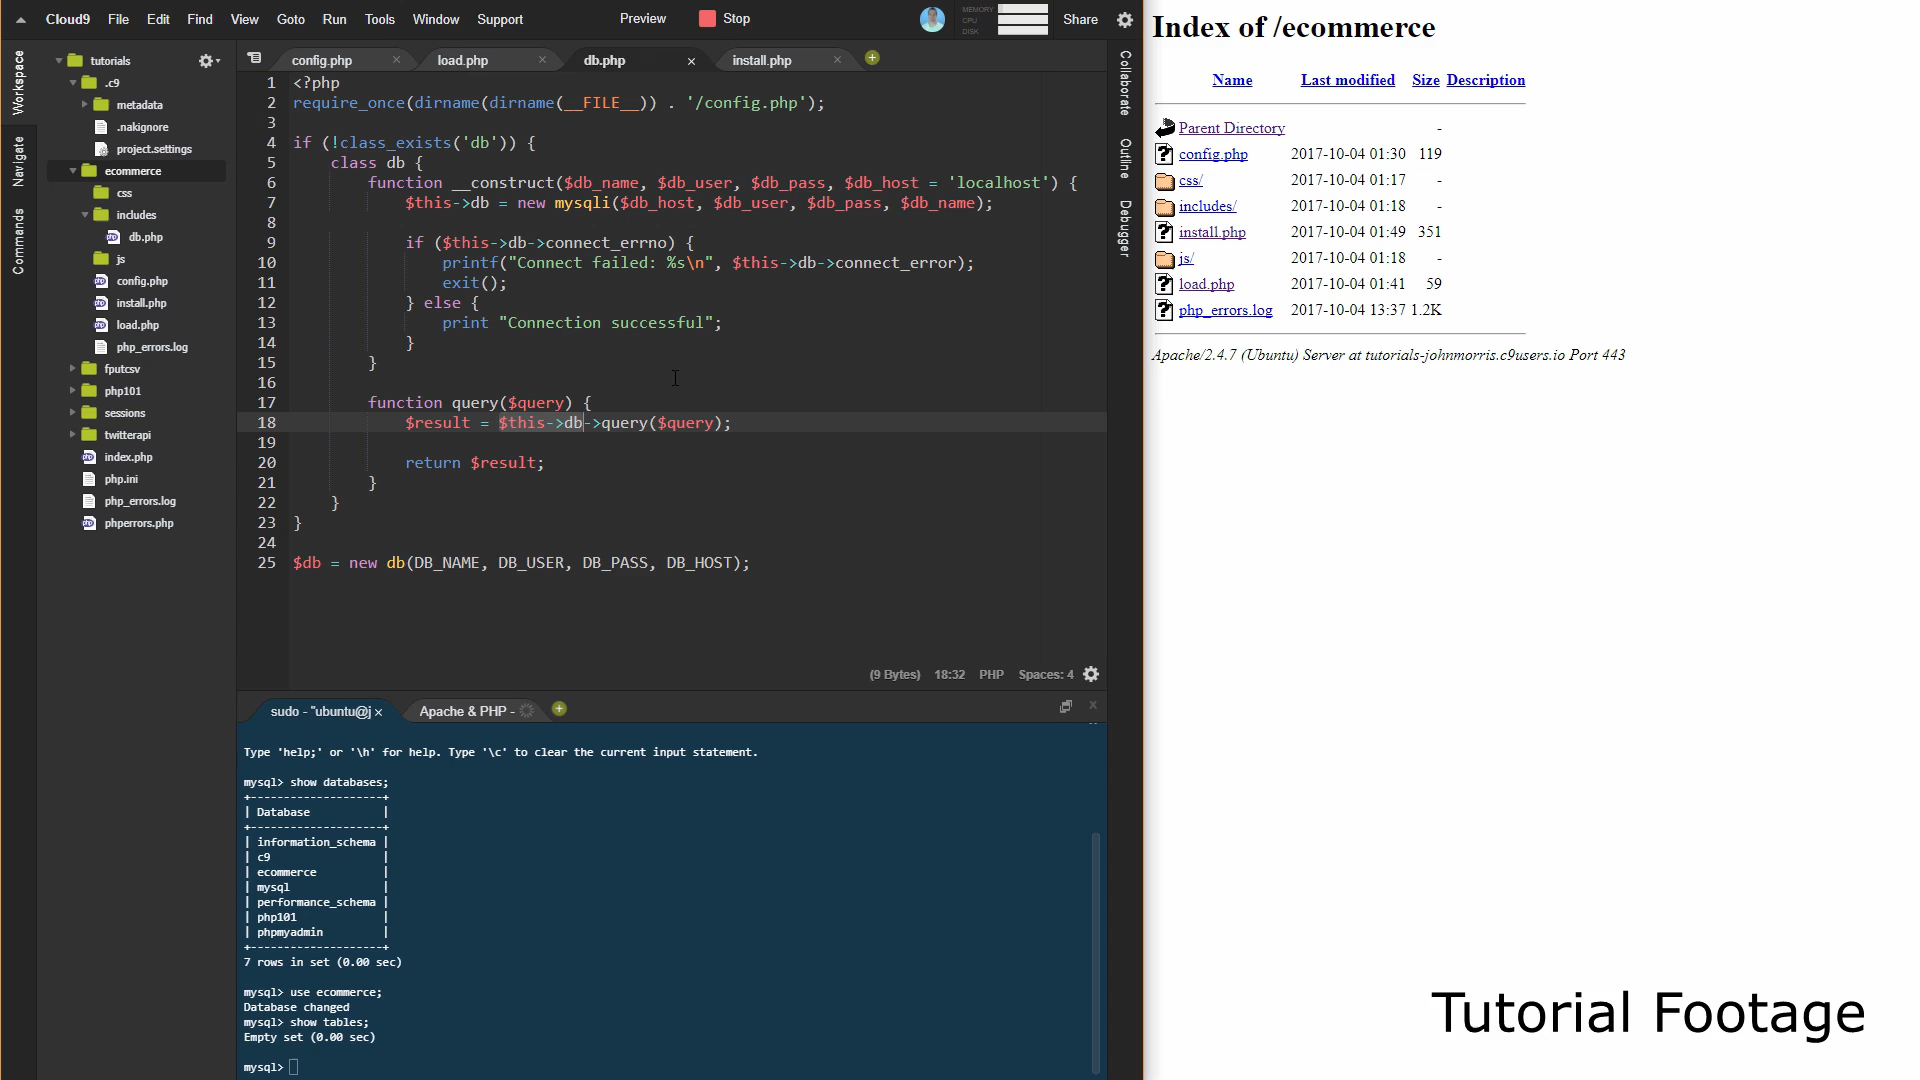 Cloud9 File Edit Find View Goto Run Tools Window Support Preview Stop MEMORY CPU DISK Share
Workspace
Navigate
Commands
tutorials
.c9
metadata
.nakignore
project.settings
ecommerce
css
includes
db.php
js
config.php
install.php
load.php
php_errors.log
fputcsv
php101
sessions
twitterapi
index.php
php.ini
php_errors.log
phperrors.php
config.php × load.php × db.php × install.php ×
1 <?php
2 require_once(dirname(dirname(__FILE__)) . '/config.php');
3
4 if (!class_exists('db')) {
5 class db {
6 function __construct($db_name, $db_user, $db_pass, $db_host = 'localhost') {
7 $this->db = new mysqli($db_host, $db_user, $db_pass, $db_name);
8
9 if ($this->db->connect_errno) {
10 printf("Connect failed: %s\n", $this->db->connect_error);
11 exit();
12 } else {
13 print "Connection successful";
14 }
15 }
16
17 function query($query) {
18 $result = $this->db->query($query);
19
20 return $result;
21 }
22 }
23 }
24
25 $db = new db(DB_NAME, DB_USER, DB_PASS, DB_HOST);
(9 Bytes) 18:32 PHP Spaces: 4
Collaborate
Outline
Debugger
sudo - "ubuntu@j × Apache & PHP -
Type 'help;' or '\h' for help. Type '\c' to clear the current input statement.
mysql> show databases;
+--------------------+
| Database |
+--------------------+
| information_schema |
| c9 |
| ecommerce |
| mysql |
| performance_schema |
| php101 |
| phpmyadmin |
+--------------------+
7 rows in set (0.00 sec)
mysql> use ecommerce;
Database changed
mysql> show tables;
Empty set (0.00 sec)
mysql>
Index of /ecommerce
Name Last modified Size Description
Parent Directory -
config.php 2017-10-04 01:30 119
css/ 2017-10-04 01:17 -
includes/ 2017-10-04 01:18 -
install.php 2017-10-04 01:49 351
js/ 2017-10-04 01:18 -
load.php 2017-10-04 01:41 59
php_errors.log 2017-10-04 13:37 1.2K
Apache/2.4.7 (Ubuntu) Server at tutorials-johnmorris.c9users.io Port 443
Tutorial Footage